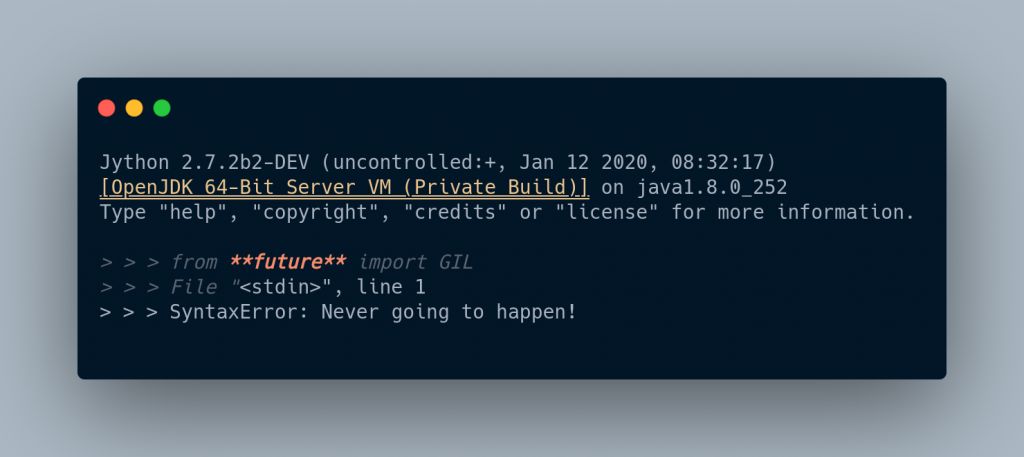 Jython 2.7.2b2-DEV (uncontrolled:+, Jan 12 2020, 08:32:17)
[OpenJDK 64-Bit Server VM (Private Build)] on java1.8.0_252
Type "help", "copyright", "credits" or "license" for more information.
> > > from **future** import GIL
> > > File "<stdin>", line 1
> > > SyntaxError: Never going to happen!